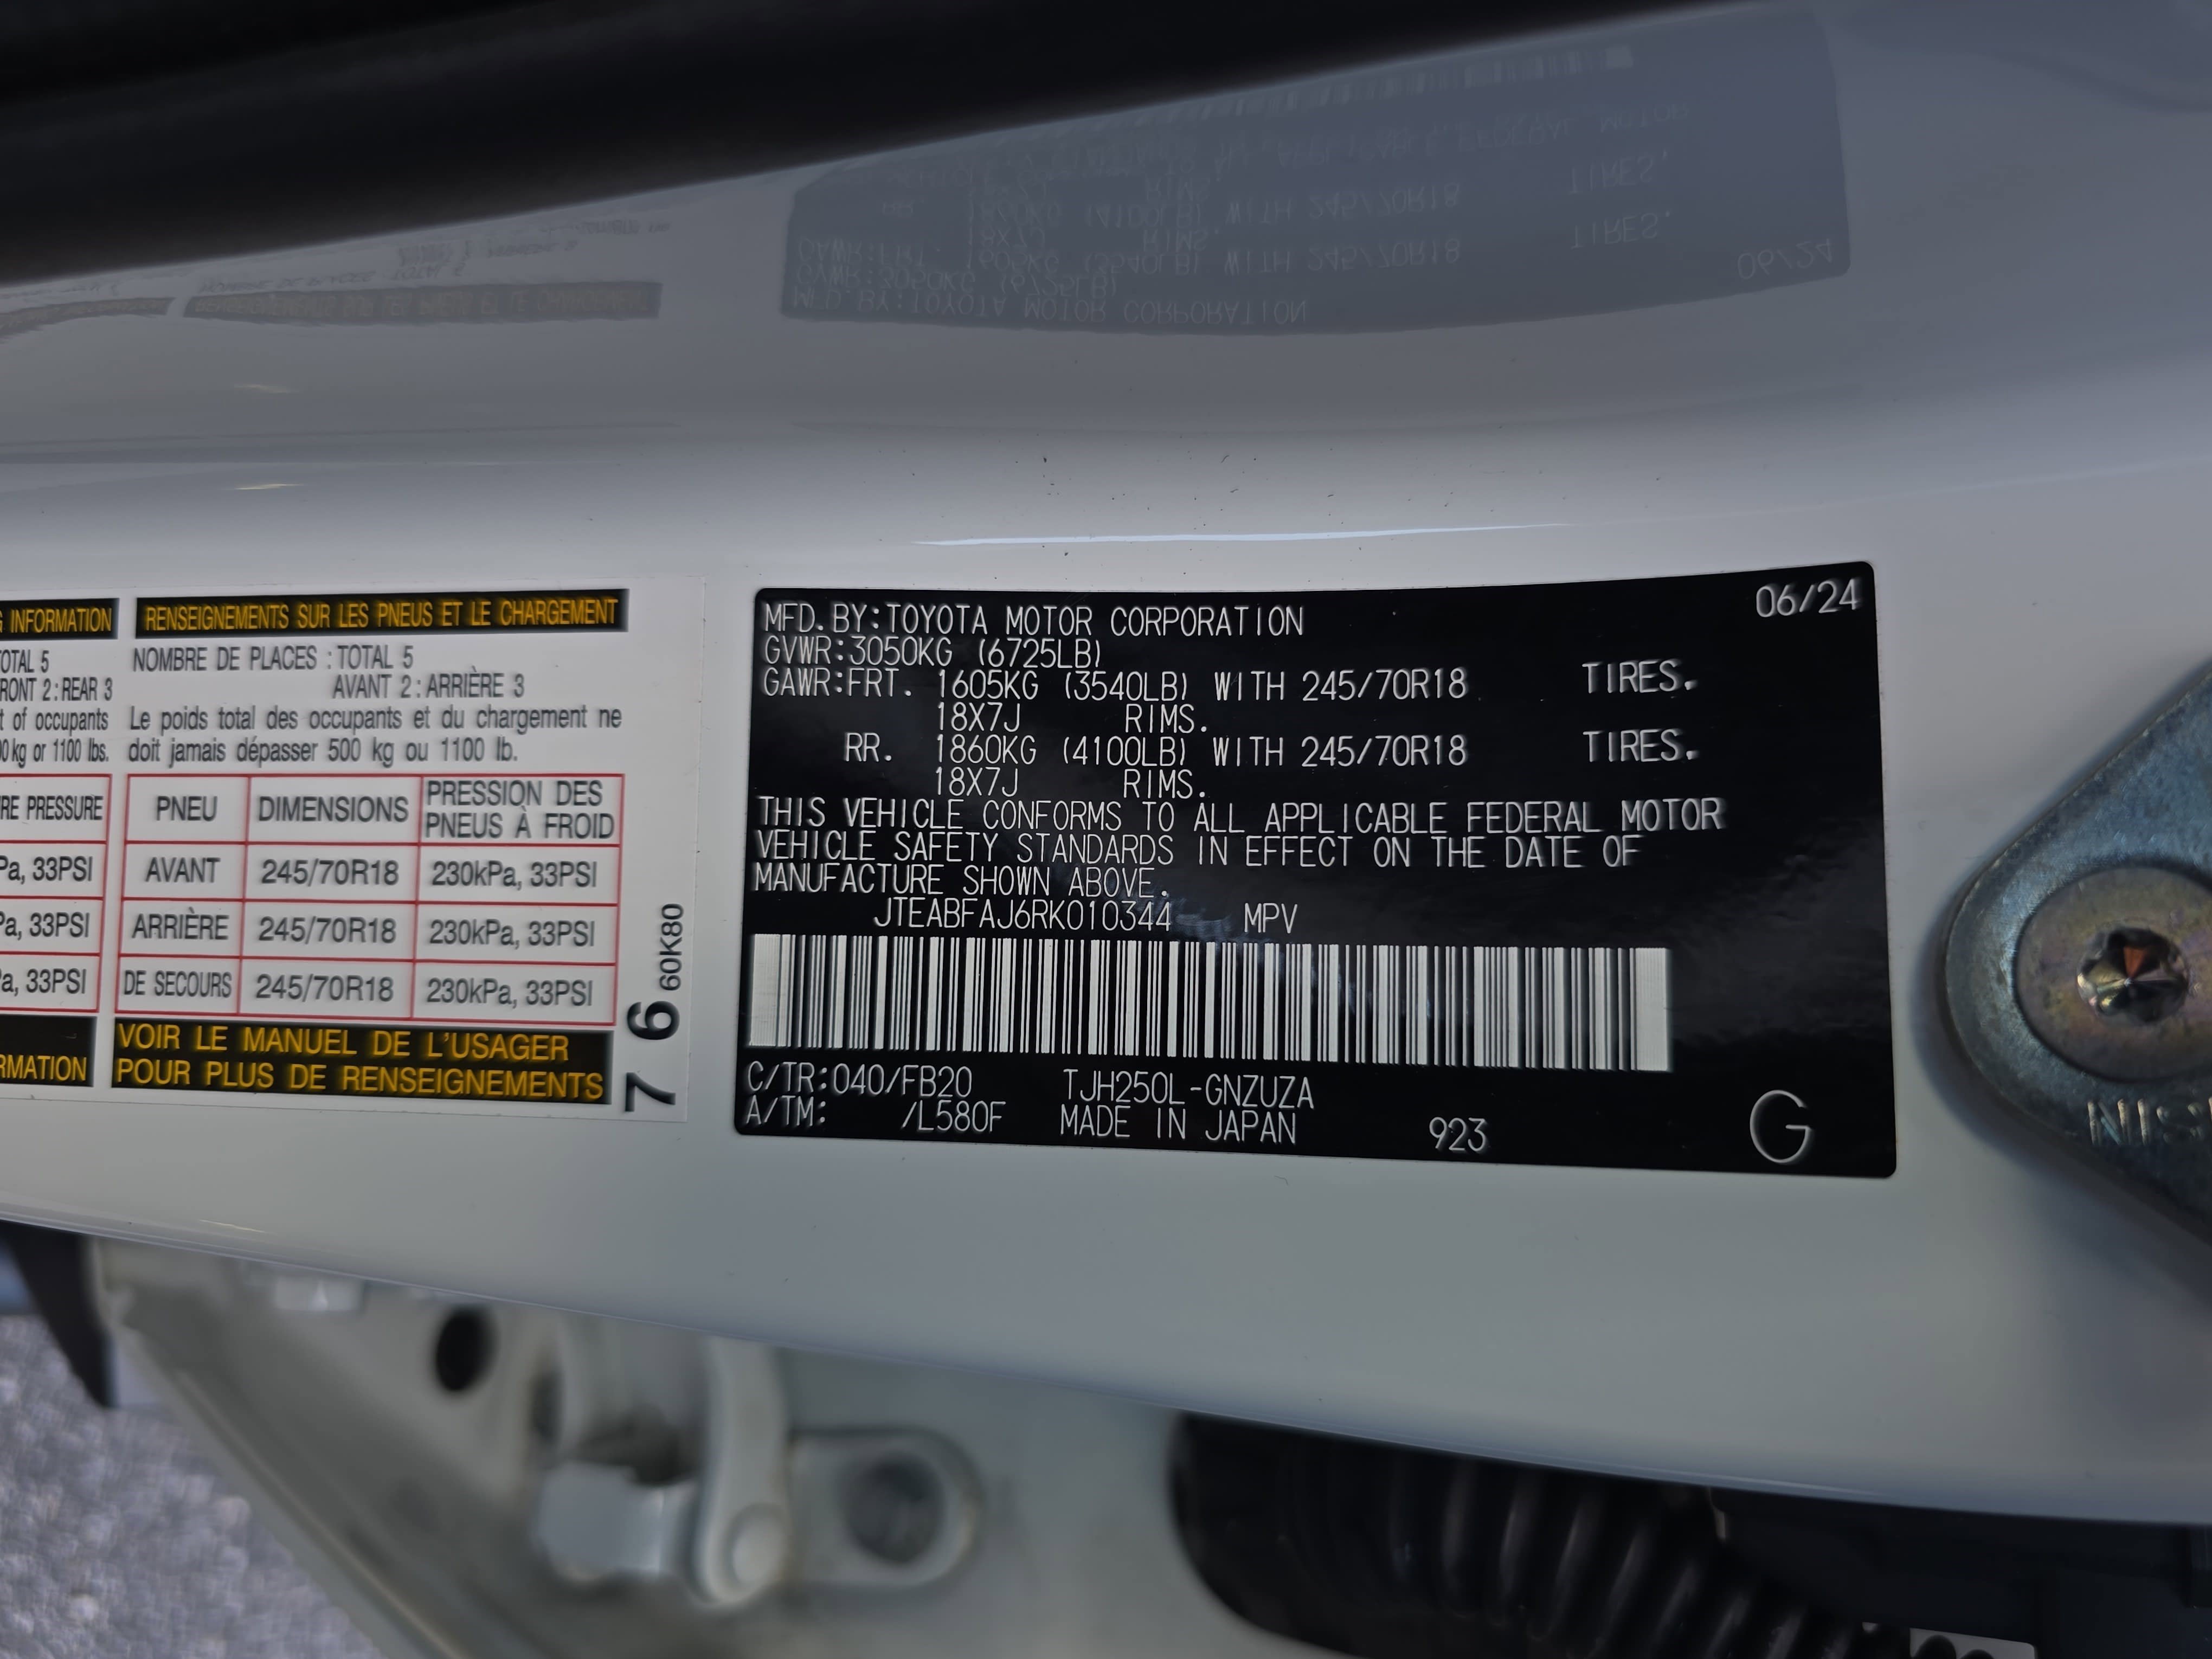 G INFORMATION
OTAL 5
RONT 2:REAR 3
t of occupants
0kg or 1100 lbs.
RE PRESSURE
Pa, 33PSI
Pa, 33PSI
Pa, 33PSI
RMATION
RENSEIGNEMENTS SUR LES PNEUS ET LE CHARGEMENT
NOMBRE DE PLACES : TOTAL 5
AVANT 2 : ARRIÈRE 3
Le poids total des occupants et du chargement ne
doit jamais dépasser 500 kg ou 1100 lb.
PNEU DIMENSIONS PRESSION DES PNEUS À FROID
AVANT 245/70R18 230kPa, 33PSI
ARRIÈRE 245/70R18 230kPa, 33PSI
DE SECOURS 245/70R18 230kPa, 33PSI
VOIR LE MANUEL DE L'USAGER
POUR PLUS DE RENSEIGNEMENTS
7 6 60K80
06/24
MFD.BY:TOYOTA MOTOR CORPORATION
GVWR:3050KG (6725LB)
GAWR:FRT. 1605KG (3540LB) WITH 245/70R18 TIRES.
18X7J RIMS.
RR. 1860KG (4100LB) WITH 245/70R18 TIRES.
18X7J RIMS.
THIS VEHICLE CONFORMS TO ALL APPLICABLE FEDERAL MOTOR
VEHICLE SAFETY STANDARDS IN EFFECT ON THE DATE OF
MANUFACTURE SHOWN ABOVE.
JTEABFAJ6RK010344 MPV
C/TR:040/FB20 TJH250L-GNZUZA
A/TM: /L580F MADE IN JAPAN 923
G